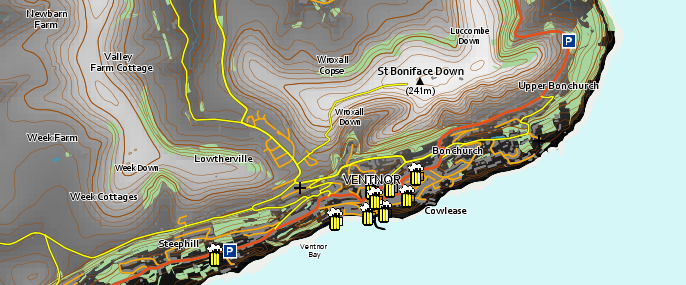 Newbarn
Farm
Luccombe
Down
Valley
Farm Cottage
Wroxall
Copse
P
St Boniface Down
(241m)
Upper Bonchurch
Wroxall
Down
Week Farm
Bonchurch
Lowtherville
Week Down
VENTNOR
Week Cottages
Cowlease
Steephill
P
Ventnor
Bay